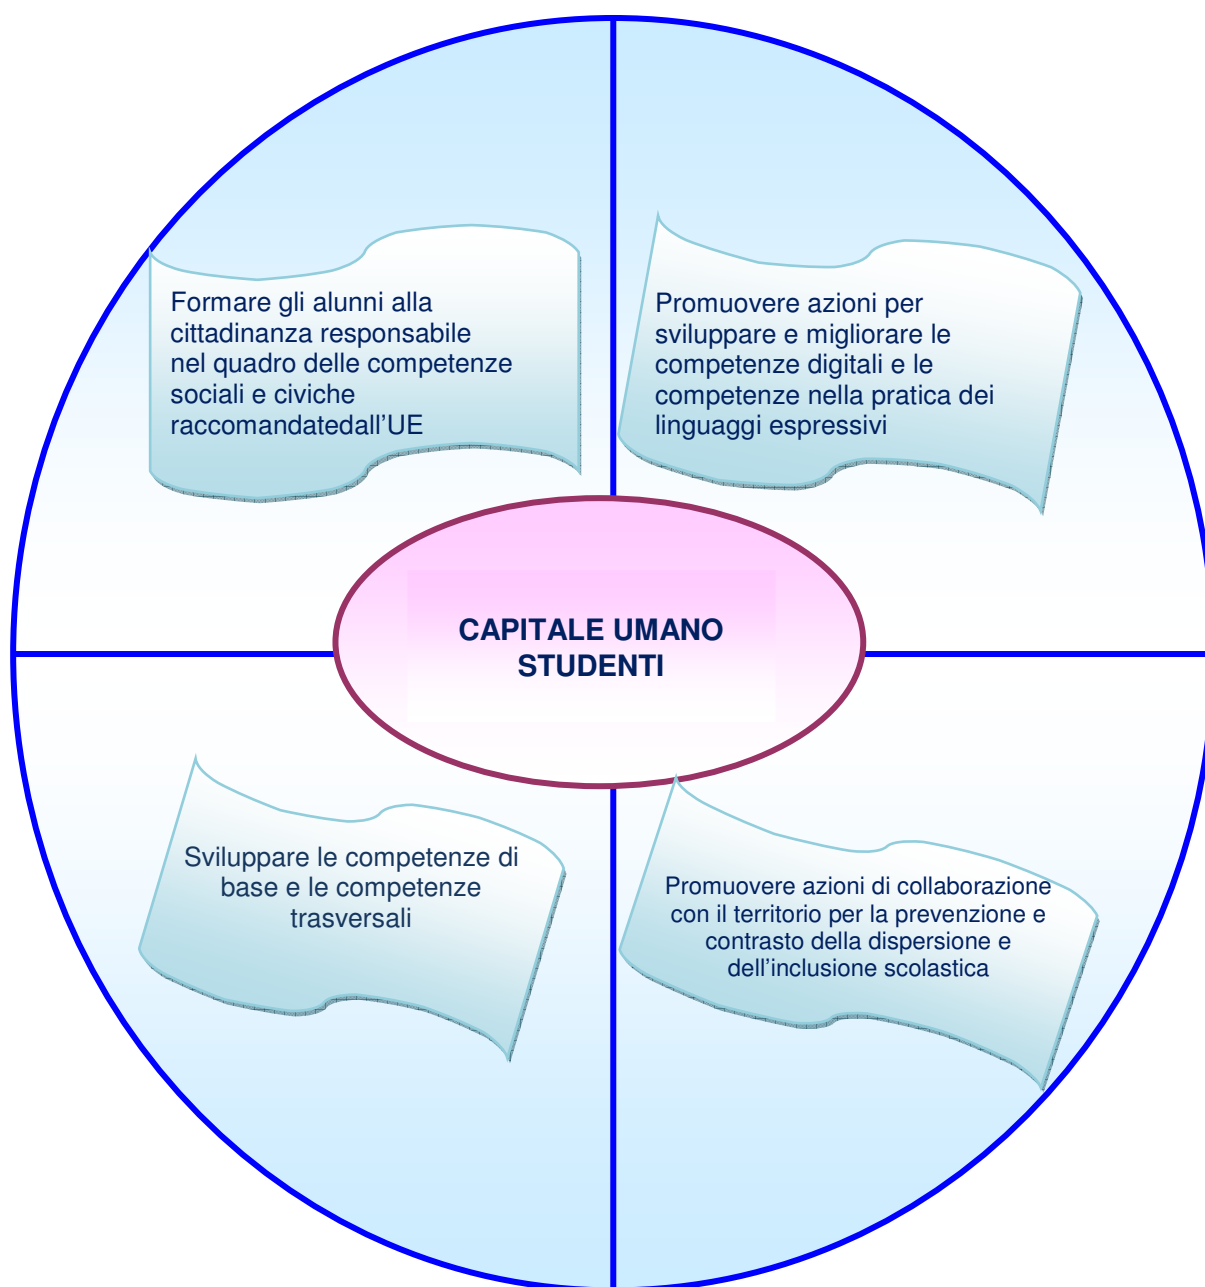 Formare gli alunni alla
cittadinanza responsabile
nel quadro delle competenze
sociali e civiche
raccomandatedall'UE
Promuovere azioni per
sviluppare e migliorare le
competenze digitali e le
competenze nella pratica dei
linguaggi espressivi
CAPITALE UMANO
STUDENTI
Sviluppare le competenze di
base e le competenze
trasversali
Promuovere azioni di collaborazione
con il territorio per la prevenzione e
contrasto della dispersione e
dell'inclusione scolastica